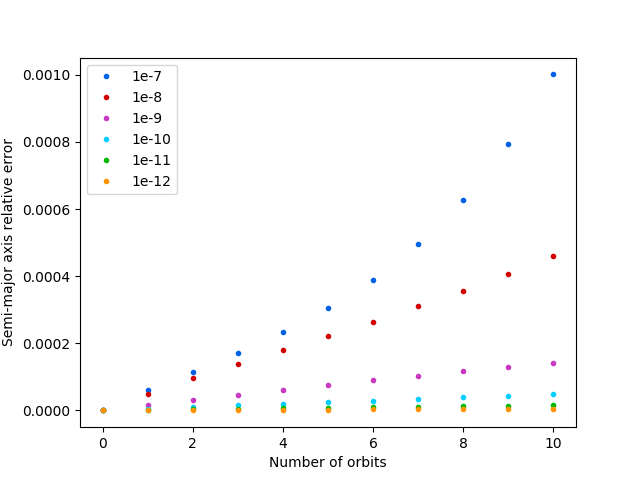 1e-7
1e-8
1e-9
1e-10
1e-11
1e-12
Semi-major axis relative error
0.0010
0.0008
0.0006
0.0004
0.0002
0.0000
0 2 4 6 8 10
Number of orbits